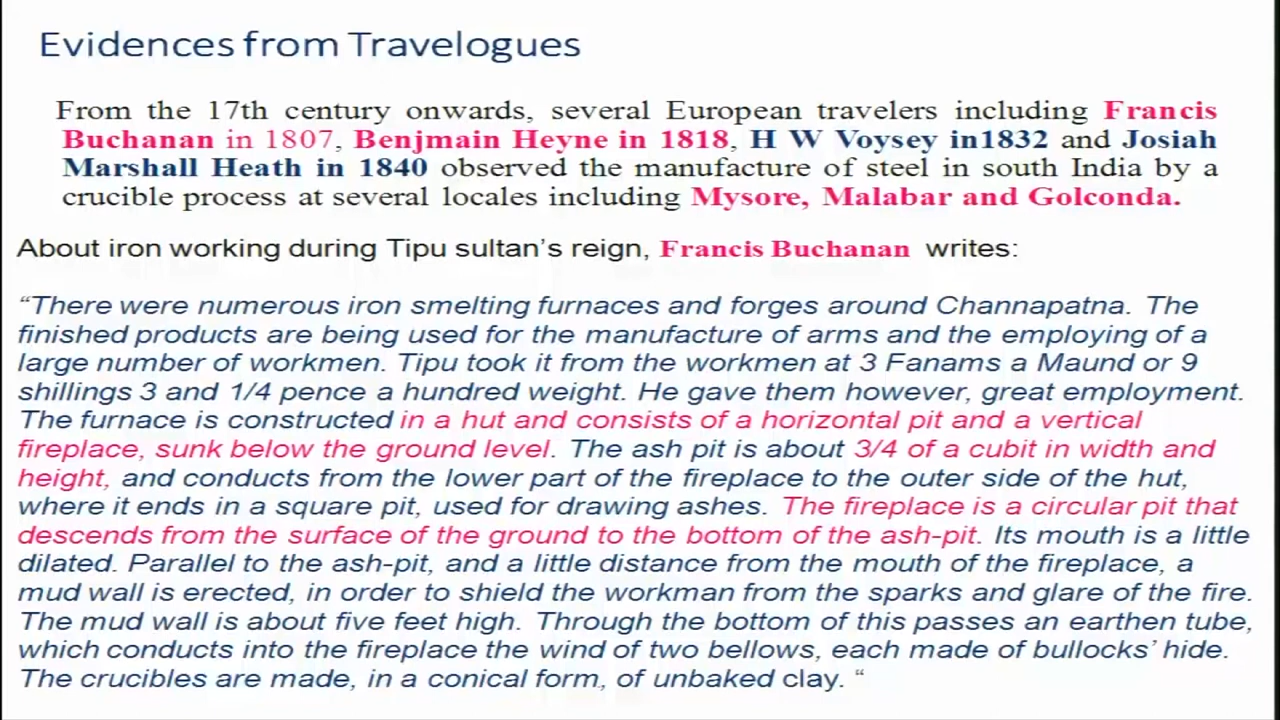 Evidences from Travelogues
From the 17th century onwards, several European travelers including Francis
Buchanan in 1807, Benjmain Heyne in 1818, H W Voysey in1832 and Josiah
Marshall Heath in 1840 observed the manufacture of steel in south India by a
crucible process at several locales including Mysore, Malabar and Golconda.
About iron working during Tipu sultan’s reign, Francis Buchanan writes:
“There were numerous iron smelting furnaces and forges around Channapatna. The
finished products are being used for the manufacture of arms and the employing of a
large number of workmen. Tipu took it from the workmen at 3 Fanams a Maund or 9
shillings 3 and 1/4 pence a hundred weight. He gave them however, great employment.
The furnace is constructed in a hut and consists of a horizontal pit and a vertical
fireplace, sunk below the ground level. The ash pit is about 3/4 of a cubit in width and
height, and conducts from the lower part of the fireplace to the outer side of the hut,
where it ends in a square pit, used for drawing ashes. The fireplace is a circular pit that
descends from the surface of the ground to the bottom of the ash-pit. Its mouth is a little
dilated. Parallel to the ash-pit, and a little distance from the mouth of the fireplace, a
mud wall is erected, in order to shield the workman from the sparks and glare of the fire.
The mud wall is about five feet high. Through the bottom of this passes an earthen tube,
which conducts into the fireplace the wind of two bellows, each made of bullocks’ hide.
The crucibles are made, in a conical form, of unbaked clay. “